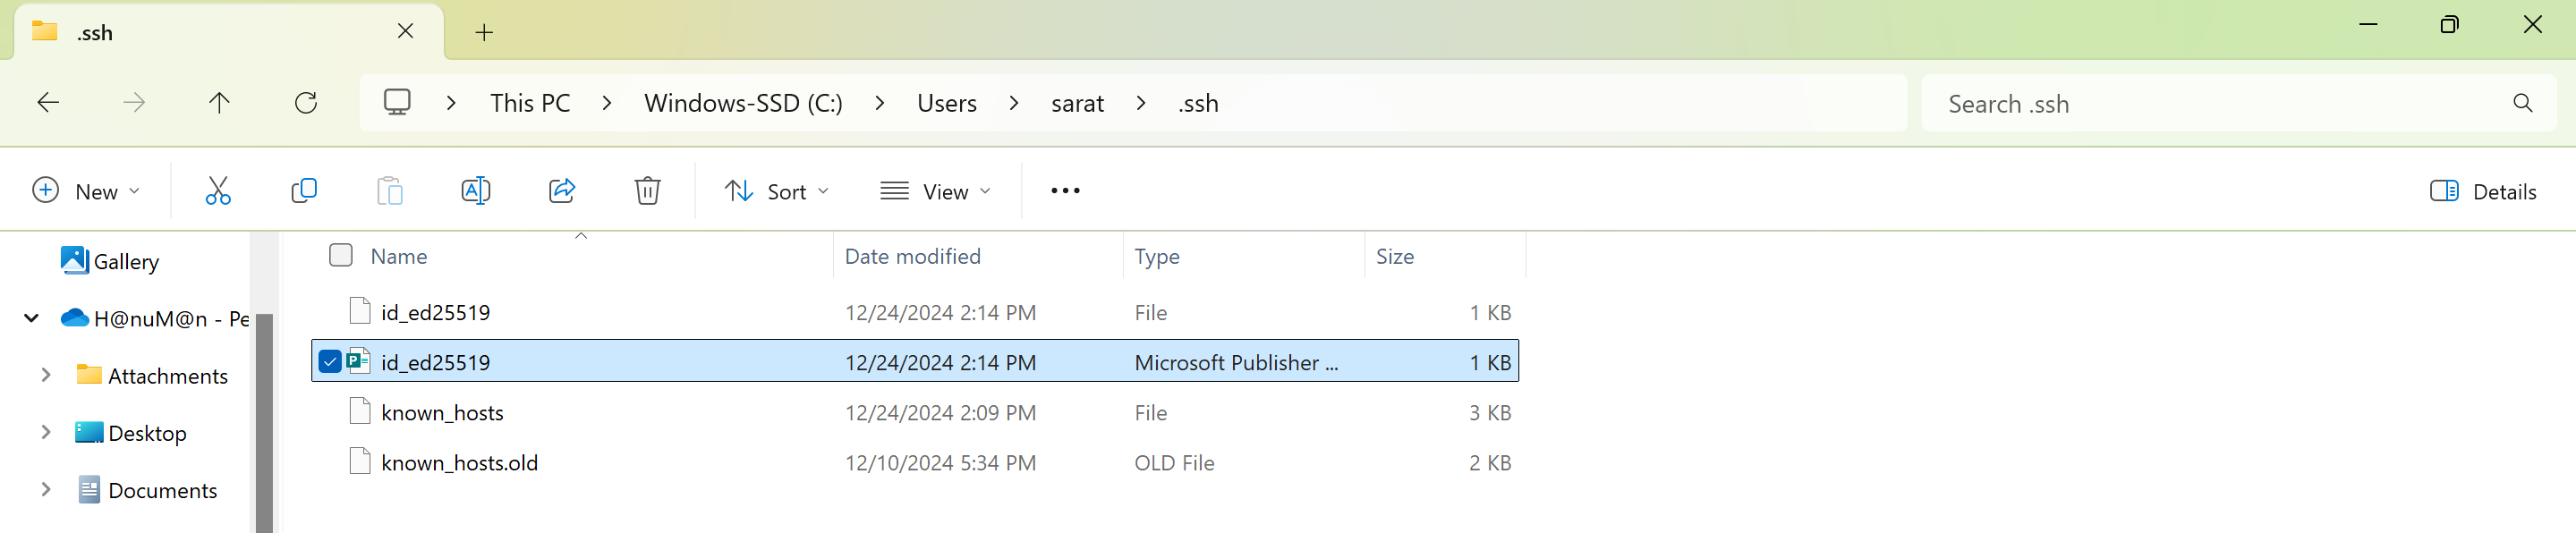 .ssh
This PC > Windows-SSD (C:) > Users > sarat > .ssh
Search .ssh
New
Sort
View
Details
Name Date modified Type Size
Gallery
H@nuM@n - Pe
Attachments
Desktop
Documents
id_ed25519 12/24/2024 2:14 PM File 1 KB
id_ed25519 12/24/2024 2:14 PM Microsoft Publisher ... 1 KB
known_hosts 12/24/2024 2:09 PM File 3 KB
known_hosts.old 12/10/2024 5:34 PM OLD File 2 KB